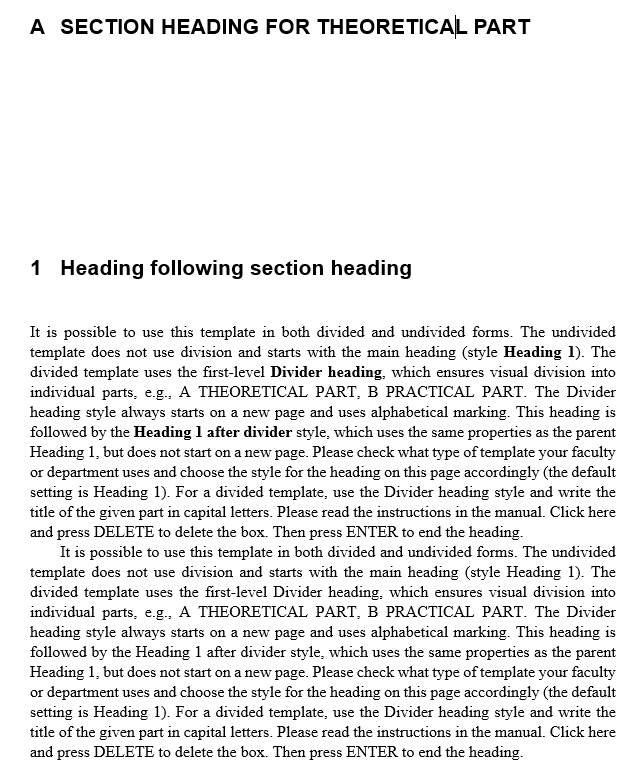 A SECTION HEADING FOR THEORETICAL PART
1 Heading following section heading
It is possible to use this template in both divided and undivided forms. The undivided
template does not use division and starts with the main heading (style Heading 1). The
divided template uses the first-level Divider heading, which ensures visual division into
individual parts, e.g., A THEORETICAL PART, B PRACTICAL PART. The Divider
heading style always starts on a new page and uses alphabetical marking. This heading is
followed by the Heading 1 after divider style, which uses the same properties as the parent
Heading 1, but does not start on a new page. Please check what type of template your faculty
or department uses and choose the style for the heading on this page accordingly (the default
setting is Heading 1). For a divided template, use the Divider heading style and write the
title of the given part in capital letters. Please read the instructions in the manual. Click here
and press DELETE to delete the box. Then press ENTER to end the heading.
It is possible to use this template in both divided and undivided forms. The undivided
template does not use division and starts with the main heading (style Heading 1). The
divided template uses the first-level Divider heading, which ensures visual division into
individual parts, e.g., A THEORETICAL PART, B PRACTICAL PART. The Divider
heading style always starts on a new page and uses alphabetical marking. This heading is
followed by the Heading 1 after divider style, which uses the same properties as the parent
Heading 1, but does not start on a new page. Please check what type of template your faculty
or department uses and choose the style for the heading on this page accordingly (the default
setting is Heading 1). For a divided template, use the Divider heading style and write the
title of the given part in capital letters. Please read the instructions in the manual. Click here
and press DELETE to delete the box. Then press ENTER to end the heading.